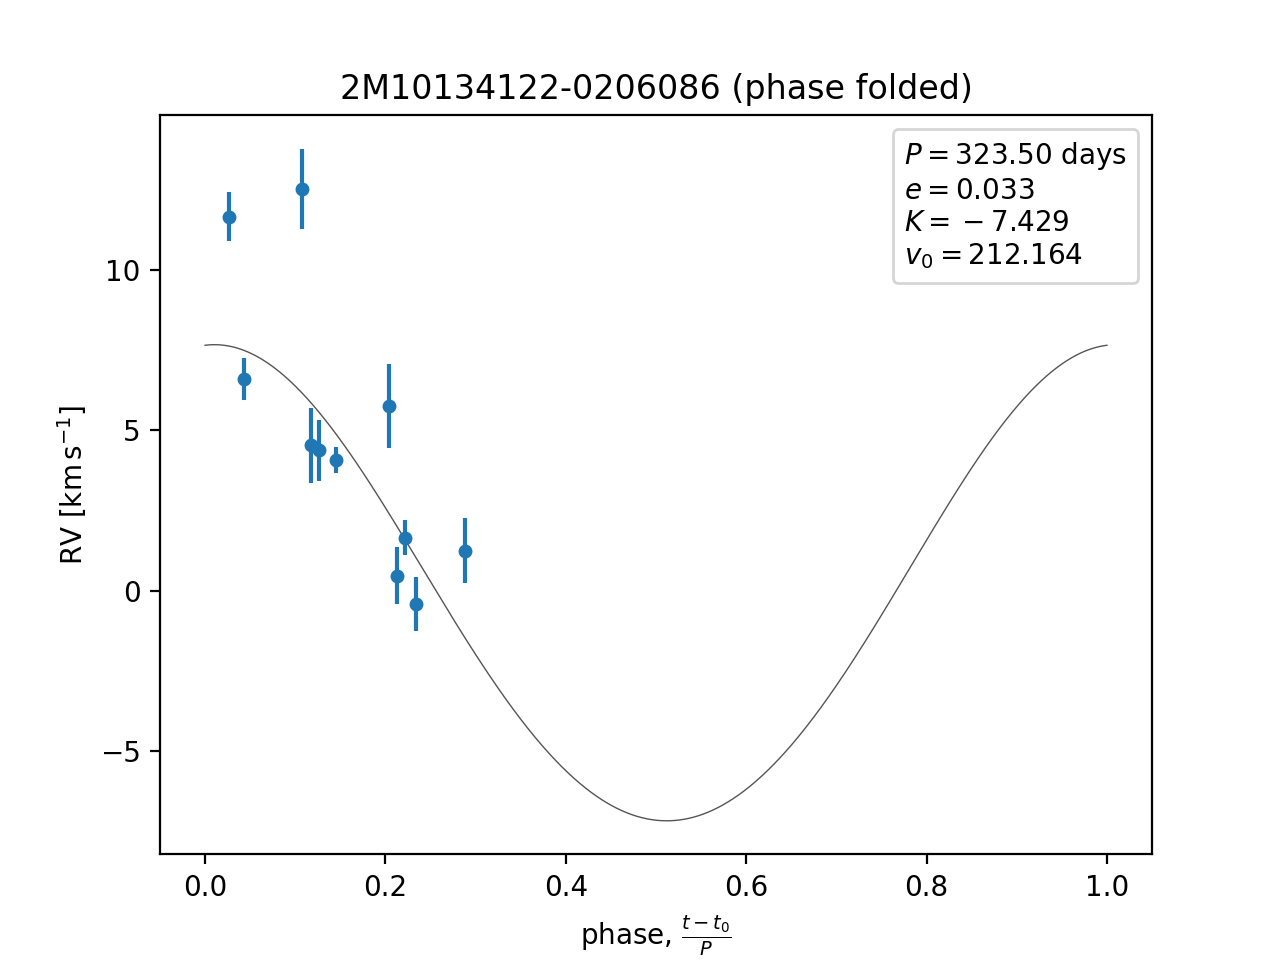 2M10134122-0206086 (phase folded)
P = 323.50 days
e = 0.033
K = −7.429
v₀ = 212.164
RV [km s⁻¹]
10
5
0
−5
0.0 0.2 0.4 0.6 0.8 1.0
phase, (t − t₀)/P